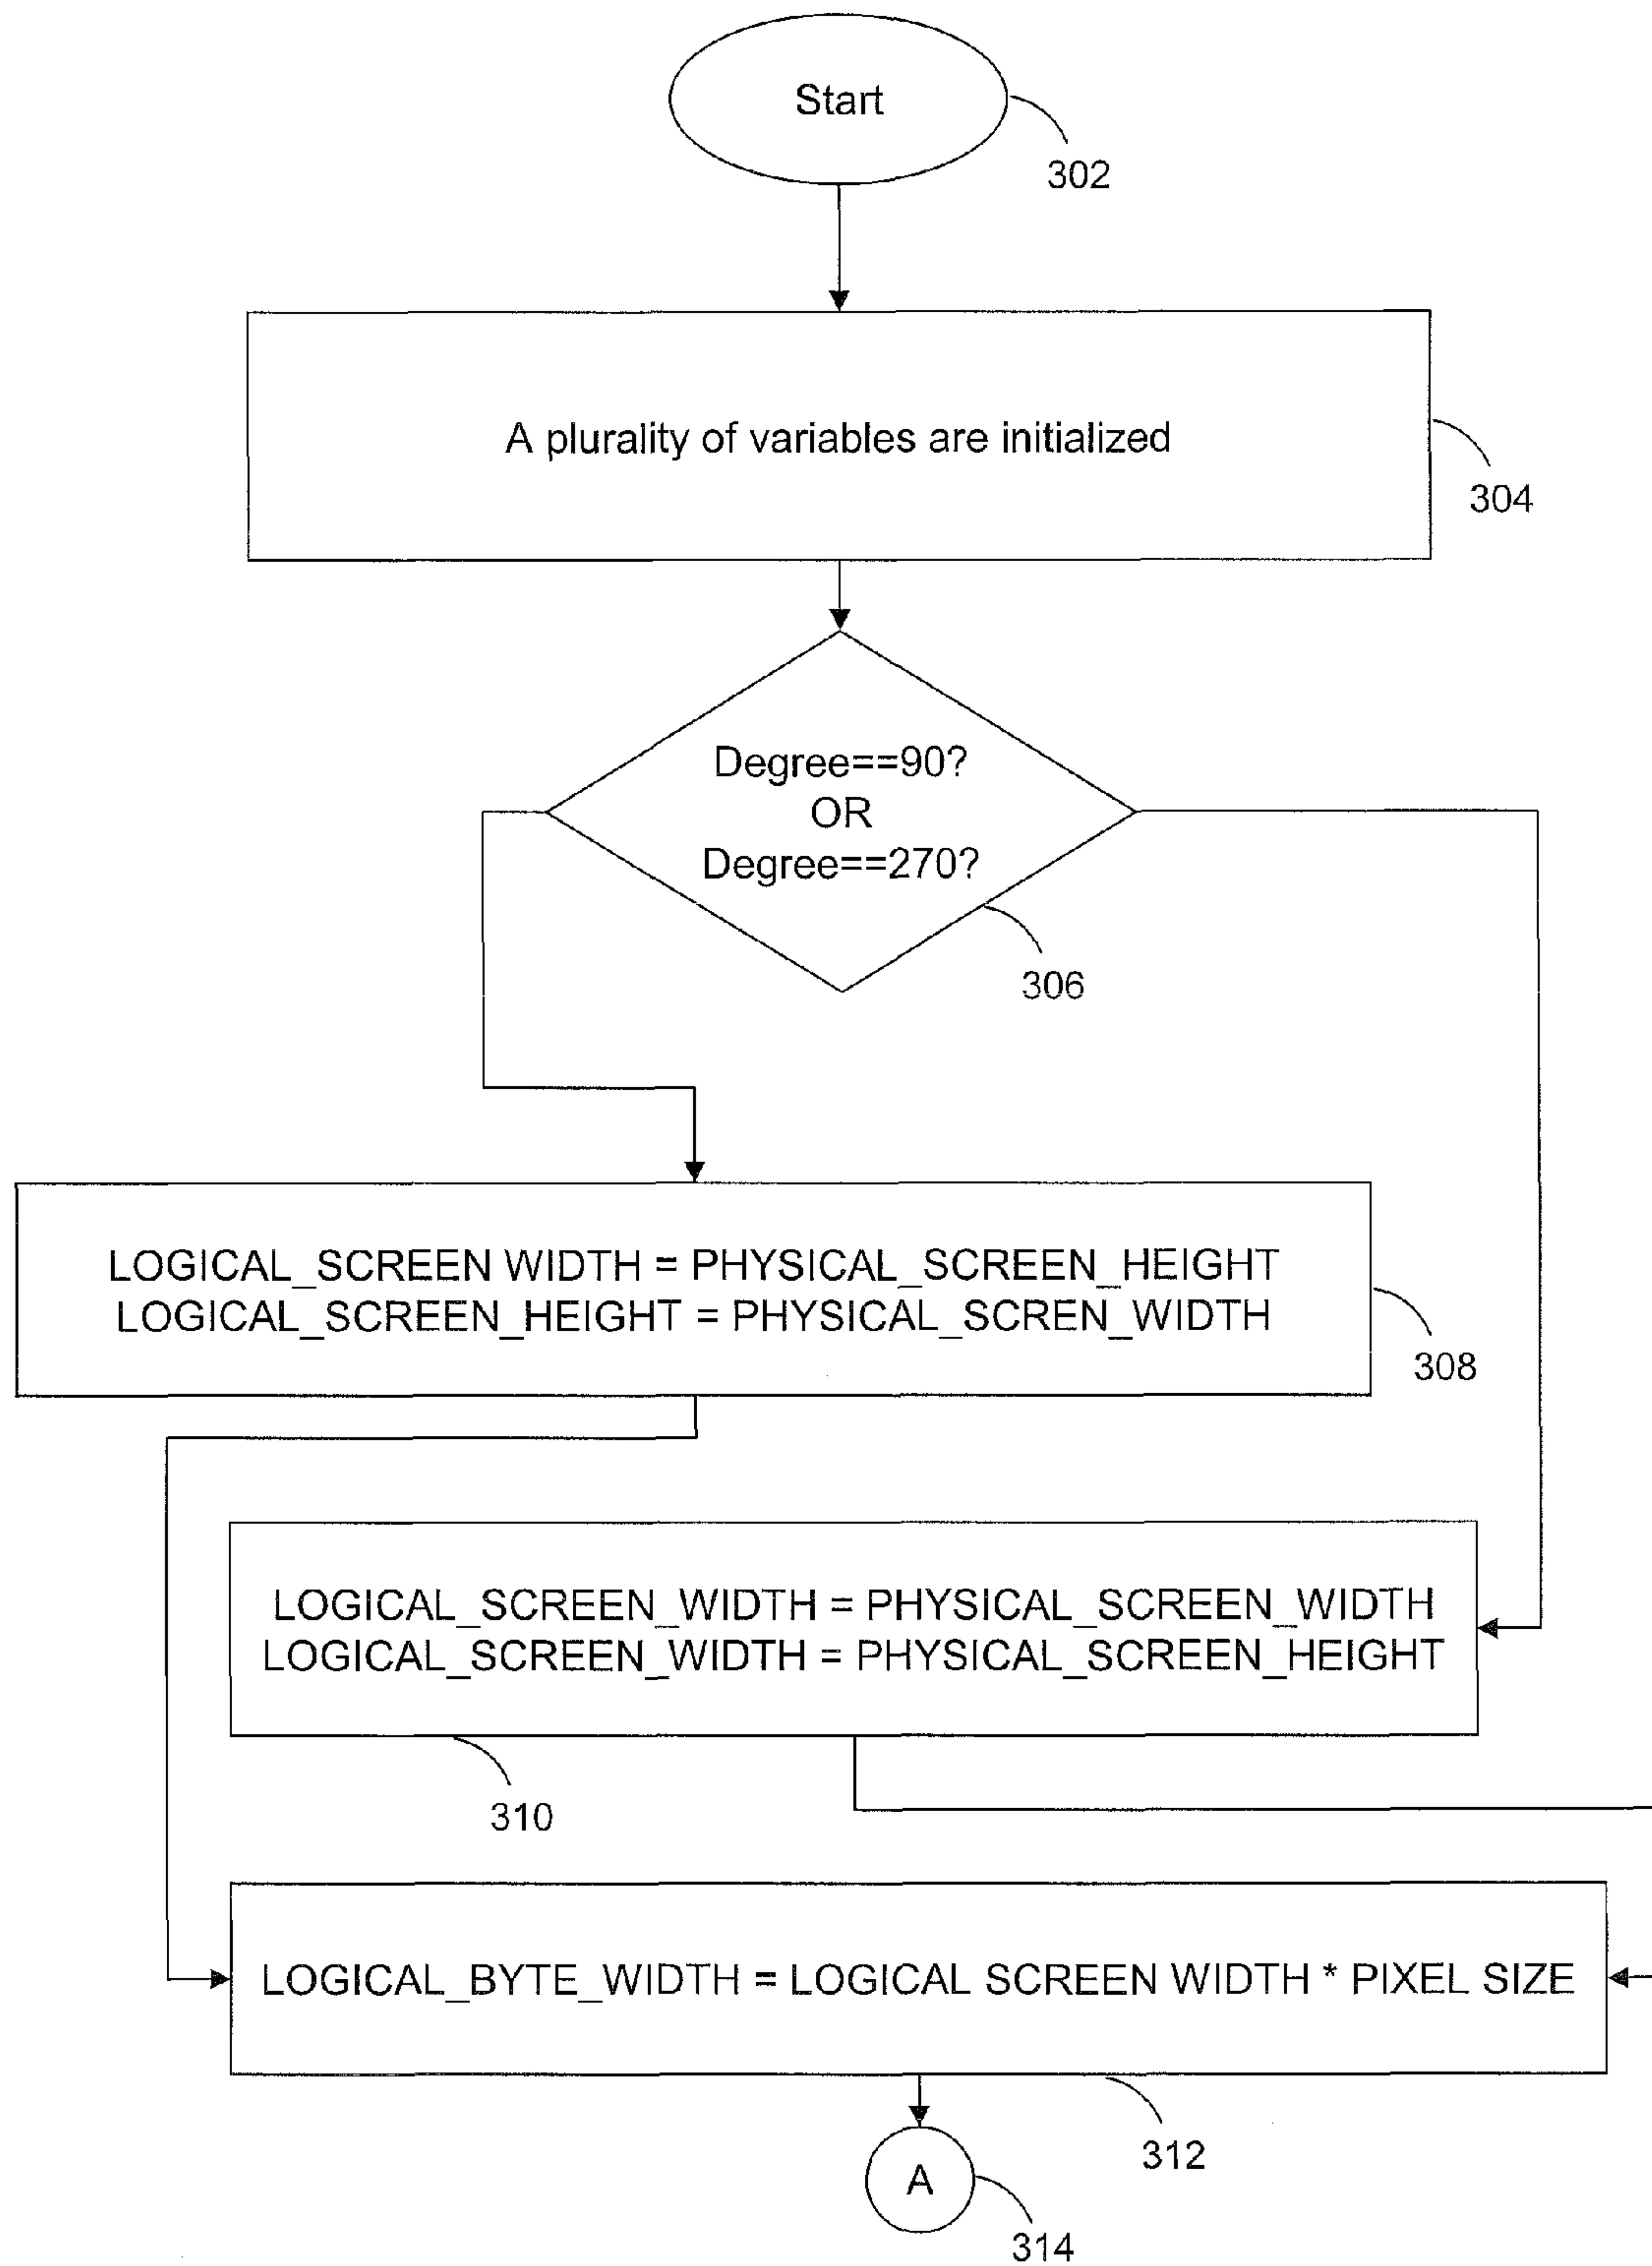 Start
302
A plurality of variables are initialized
304
Degree==90?
OR
Degree==270?
306
LOGICAL_SCREEN WIDTH = PHYSICAL_SCREEN_HEIGHT
LOGICAL_SCREEN_HEIGHT = PHYSICAL_SCREN_WIDTH
308
LOGICAL_SCREEN_WIDTH = PHYSICAL_SCREEN_WIDTH
LOGICAL_SCREEN_WIDTH = PHYSICAL_SCREEN_HEIGHT
310
LOGICAL_BYTE_WIDTH = LOGICAL SCREEN WIDTH * PIXEL SIZE
312
A
314